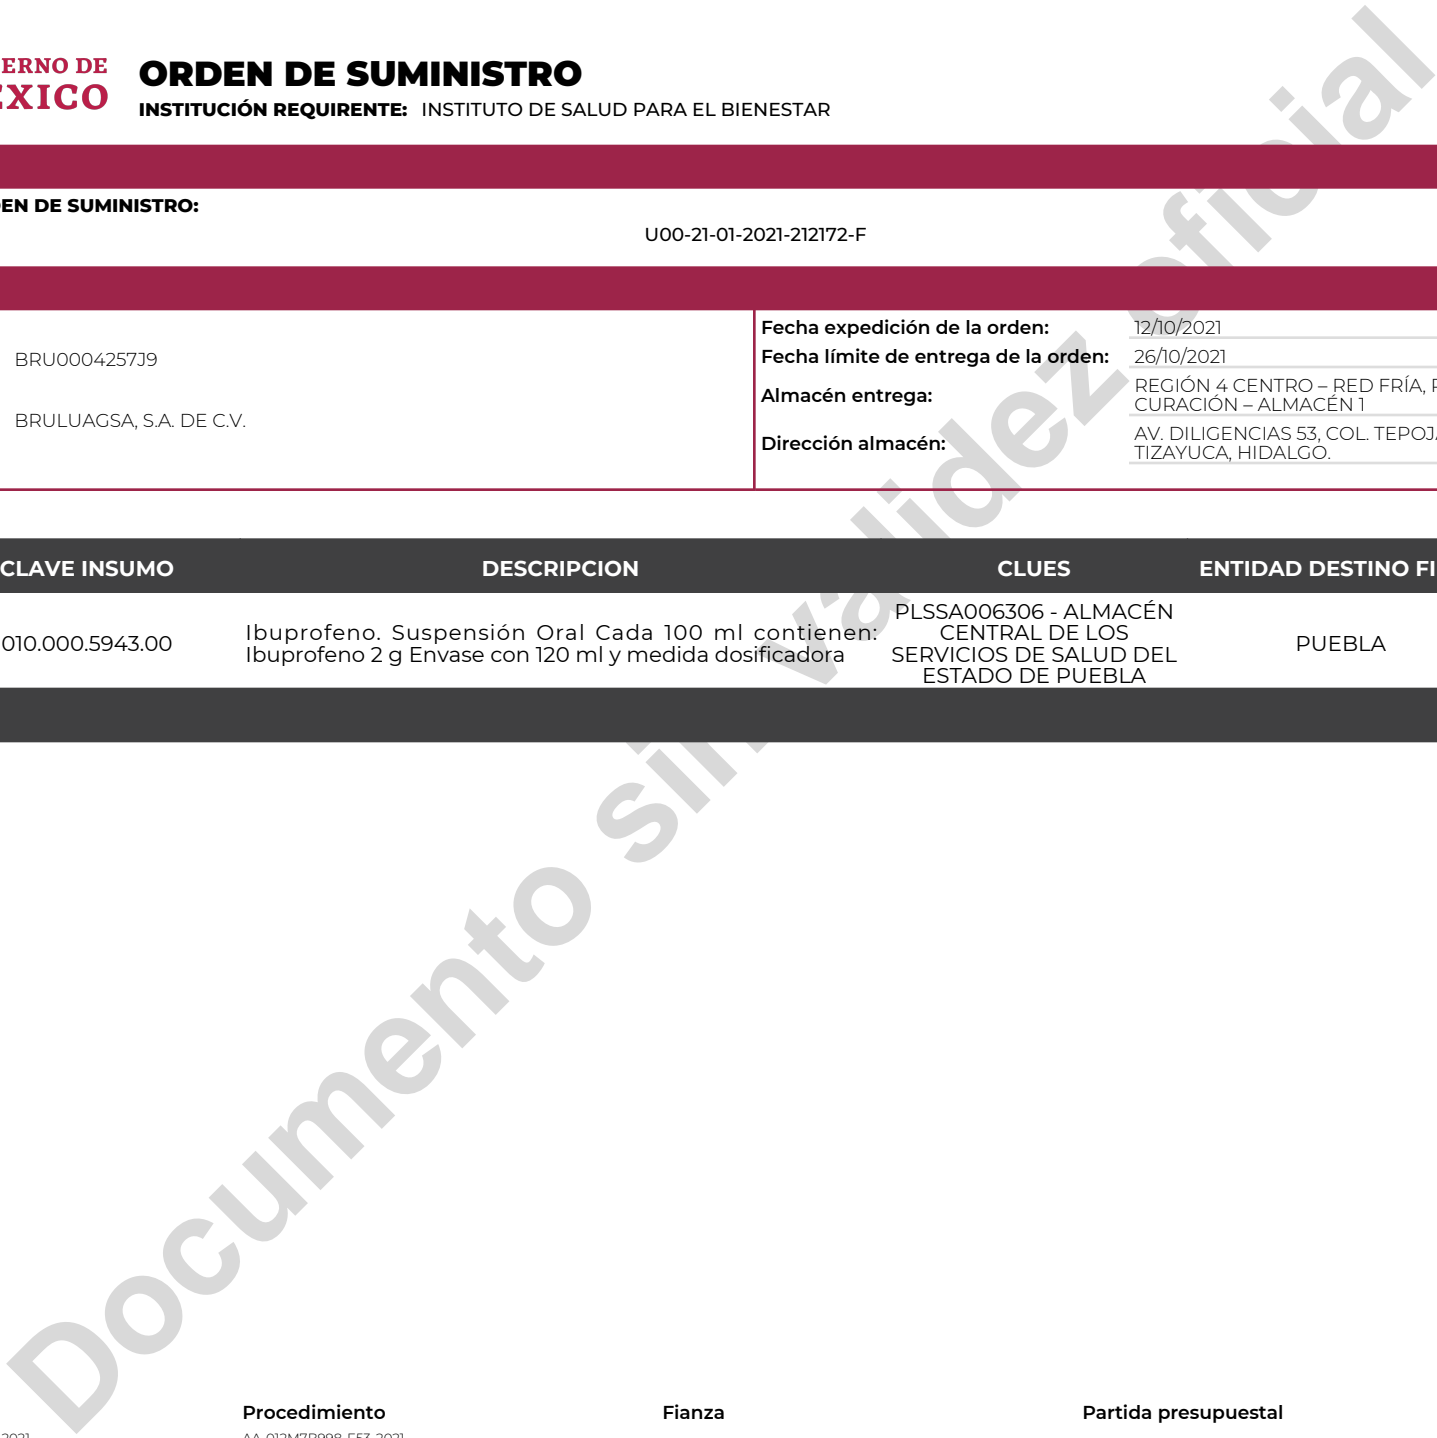 ERNO DE
ÉXICO
ORDEN DE SUMINISTRO
INSTITUCIÓN REQUIRENTE: INSTITUTO DE SALUD PARA EL BIENESTAR
EN DE SUMINISTRO:
U00-21-01-2021-212172-F
BRU0004257J9
BRULUAGSA, S.A. DE C.V.
Fecha expedición de la orden: 12/10/2021
Fecha límite de entrega de la orden: 26/10/2021
Almacén entrega: REGIÓN 4 CENTRO – RED FRÍA,
CURACIÓN – ALMACÉN 1
Dirección almacén: AV. DILIGENCIAS 53, COL. TEPOJA
TIZAYUCA, HIDALGO.
CLAVE INSUMO DESCRIPCION CLUES ENTIDAD DESTINO FI
010.000.5943.00
Ibuprofeno. Suspensión Oral Cada 100 ml contienen:
Ibuprofeno 2 g Envase con 120 ml y medida dosificadora
PLSSA006306 - ALMACÉN
CENTRAL DE LOS
SERVICIOS DE SALUD DEL
ESTADO DE PUEBLA
PUEBLA
Documento sin validez oficial
Procedimiento Fianza Partida presupuestal